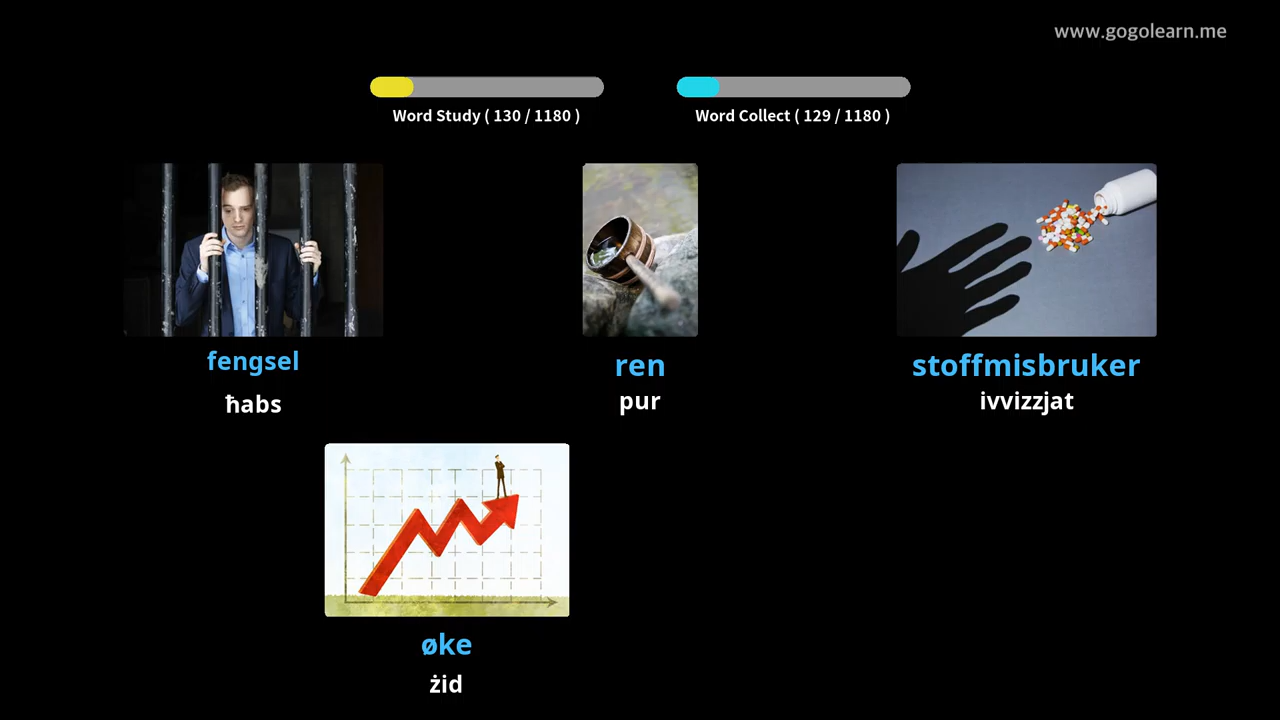 www.gogolearn.me
Word Study ( 130 / 1180 )
Word Collect ( 129 / 1180 )
fengsel
ħabs
ren
pur
stoffmisbruker
ivvizzjat
øke
żid